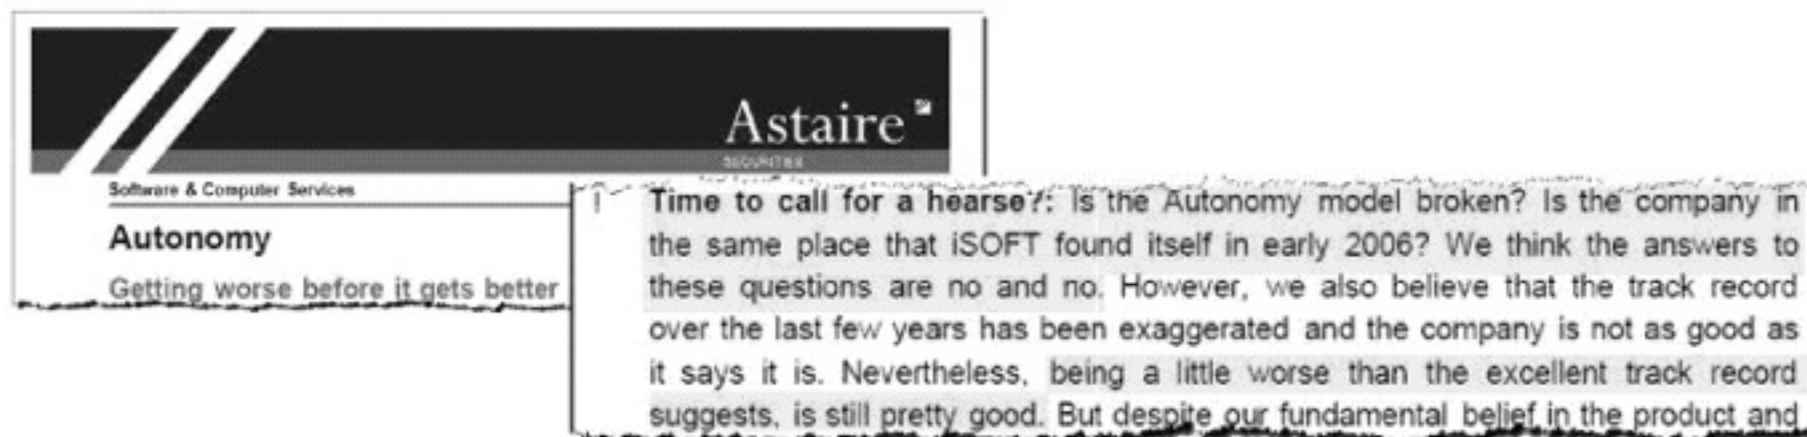 Astaire
SECURITIES
Software & Computer Services
Autonomy
Getting worse before it gets better
Time to call for a hearse?: Is the Autonomy model broken? Is the company in
the same place that iSOFT found itself in early 2006? We think the answers to
these questions are no and no. However, we also believe that the track record
over the last few years has been exaggerated and the company is not as good as
it says it is. Nevertheless, being a little worse than the excellent track record
suggests, is still pretty good. But despite our fundamental belief in the product and